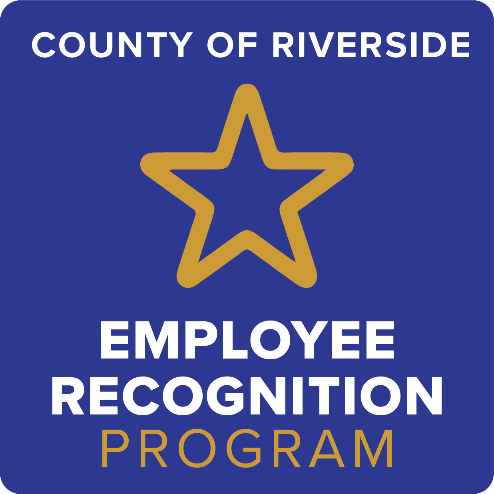 COUNTY OF RIVERSIDE
EMPLOYEE
RECOGNITION
PROGRAM